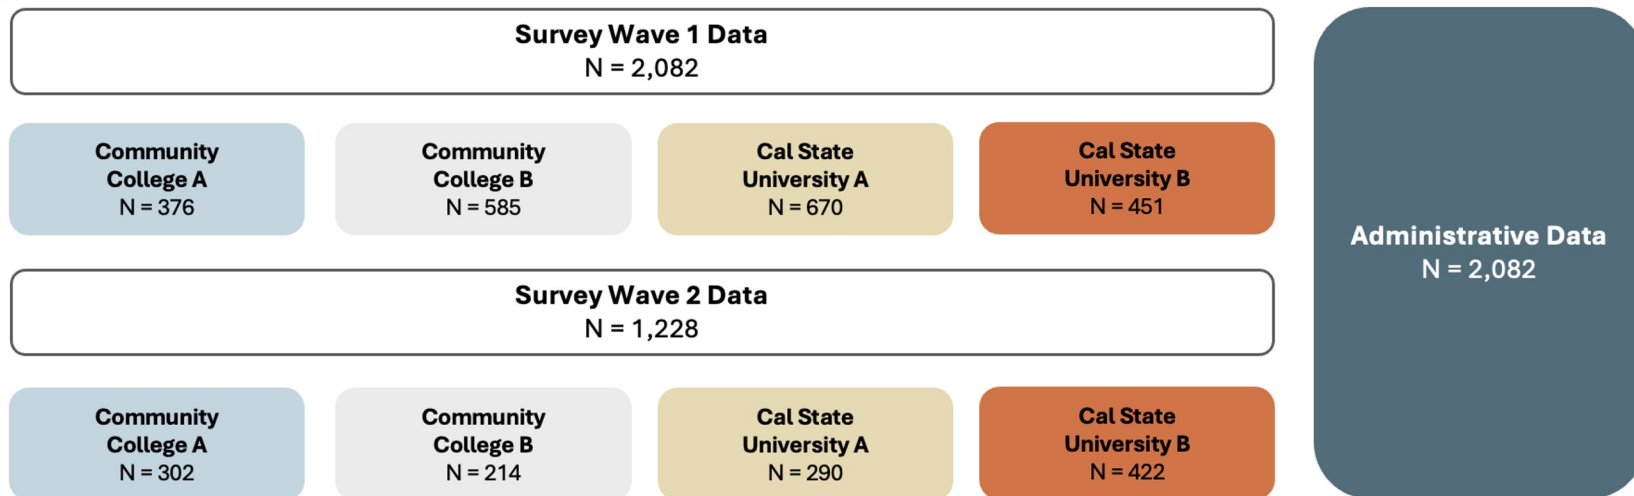 Survey Wave 1 Data
N = 2,082
Community
College A
N = 376
Community
College B
N = 585
Cal State
University A
N = 670
Cal State
University B
N = 451
Survey Wave 2 Data
N = 1,228
Community
College A
N = 302
Community
College B
N = 214
Cal State
University A
N = 290
Cal State
University B
N = 422
Administrative Data
N = 2,082